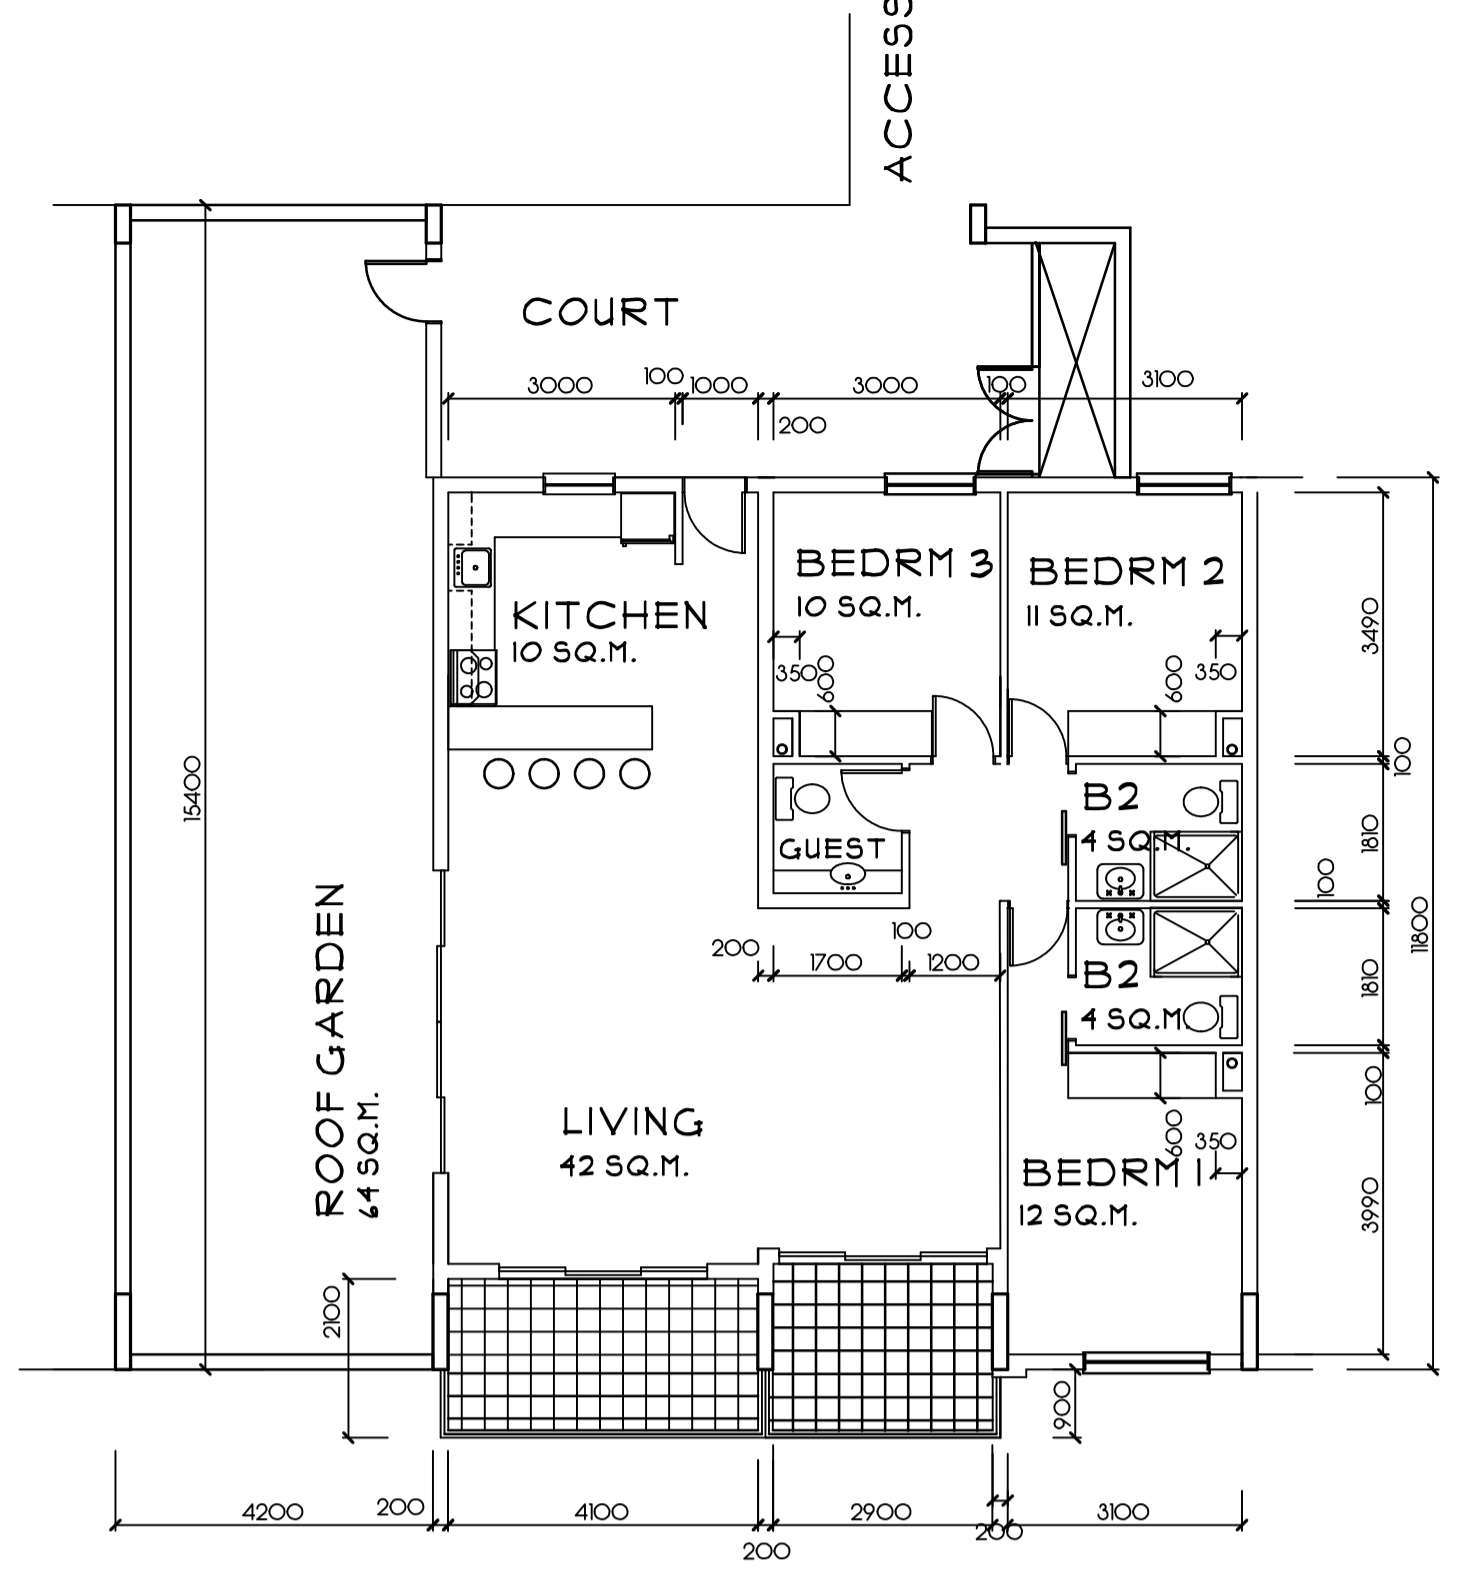 ACCESS
COURT
3000
100
1000
200
3000
100
3100
BEDRM 3
10 SQ.M.
BEDRM 2
11 SQ.M.
KITCHEN
10 SQ.M.
350
600
600
350
3490
100
15400
B2
4 SQ.M.
1810
GUEST
100
11800
200
1700
100
1200
B2
4 SQ.M.
1810
ROOF GARDEN
64 SQ.M.
LIVING
42 SQ.M.
100
600
350
BEDRM 1
12 SQ.M.
3990
2100
900
4200
200
4100
200
2900
200
3100